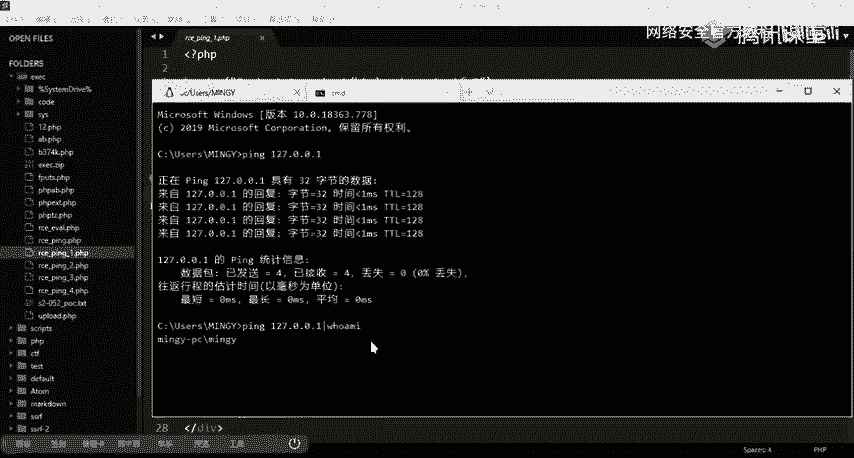 OPEN FILES
FOLDERS
exec
%SystemDrive%
code
sys
12.php
ab.php
b374k.php
exec.zip
fputs.php
phpab.php
phpext.php
phptz.php
rce_eval.php
rce_ping.php
rce_ping_1.php
rce_ping_2.php
rce_ping_3.php
rce_ping_4.php
s2-052_poc.txt
upload.php
scripts
php
ctf
test
default
Atom
markdown
ssrf
ssrf-2
rce_ping_1.php
1 <?php
2
cmd
Microsoft Windows [版本 10.0.18363.778]
(c) 2019 Microsoft Corporation。保留所有权利。
C:\Users\MINGY>ping 127.0.0.1
正在 Ping 127.0.0.1 具有 32 字节的数据:
来自 127.0.0.1 的回复: 字节=32 时间<1ms TTL=128
来自 127.0.0.1 的回复: 字节=32 时间<1ms TTL=128
来自 127.0.0.1 的回复: 字节=32 时间<1ms TTL=128
来自 127.0.0.1 的回复: 字节=32 时间<1ms TTL=128
127.0.0.1 的 Ping 统计信息:
数据包: 已发送 = 4, 已接收 = 4, 丢失 = 0 (0% 丢失),
往返行程的估计时间(以毫秒为单位):
最短 = 0ms, 最长 = 0ms, 平均 = 0ms
C:\Users\MINGY>ping 127.0.0.1|whoami
mingy-pc\mingy
28 </div>
Spaces: 4
PHP